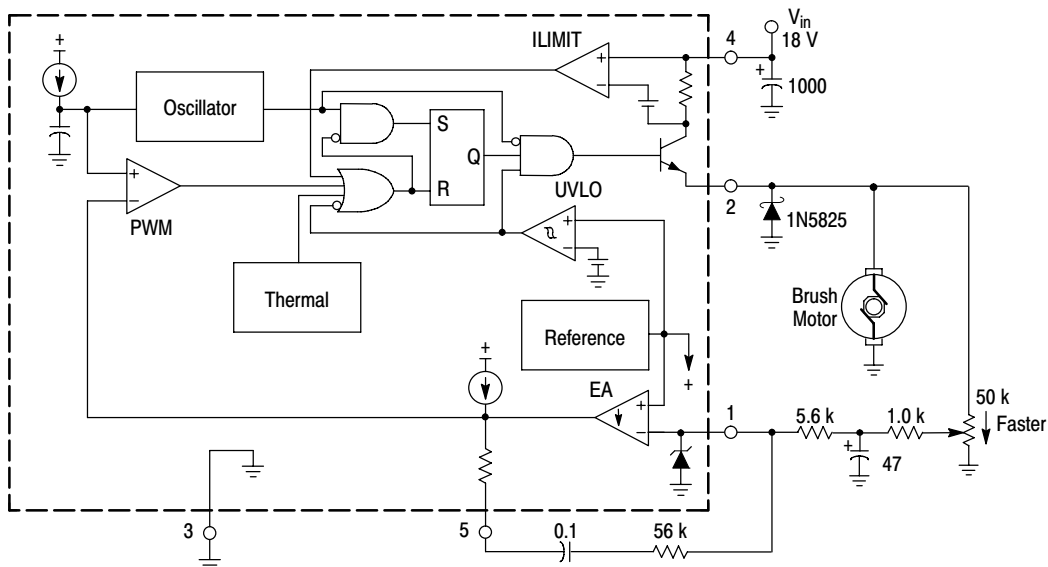 +
Oscillator
ILIMIT
+
−
4
V_in
18 V
+
1000
S
Q
R
+
−
PWM
UVLO
2
1N5825
+
−
Thermal
Reference
Brush
Motor
+
+
EA
+
−
1
5.6 k
1.0 k
50 k
Faster
+
47
3
5
0.1
56 k